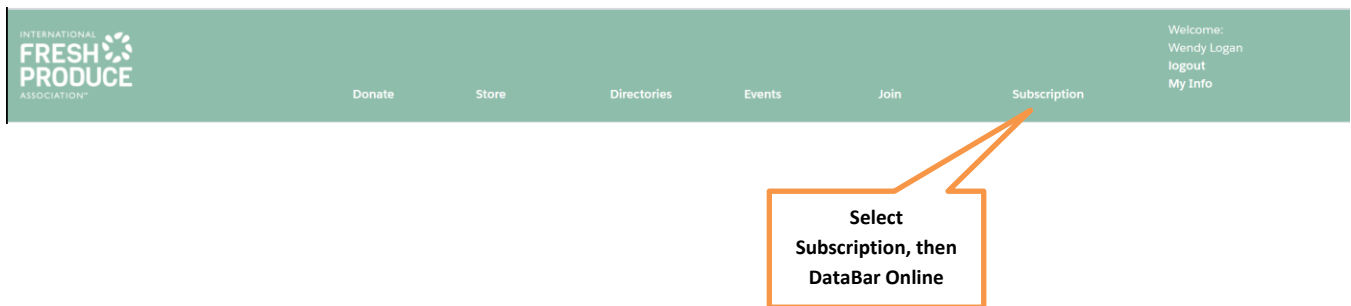 INTERNATIONAL
FRESH
PRODUCE
ASSOCIATION™
Donate Store Directories Events Join Subscription
Welcome:
Wendy Logan
logout
My Info
Select
Subscription, then
DataBar Online